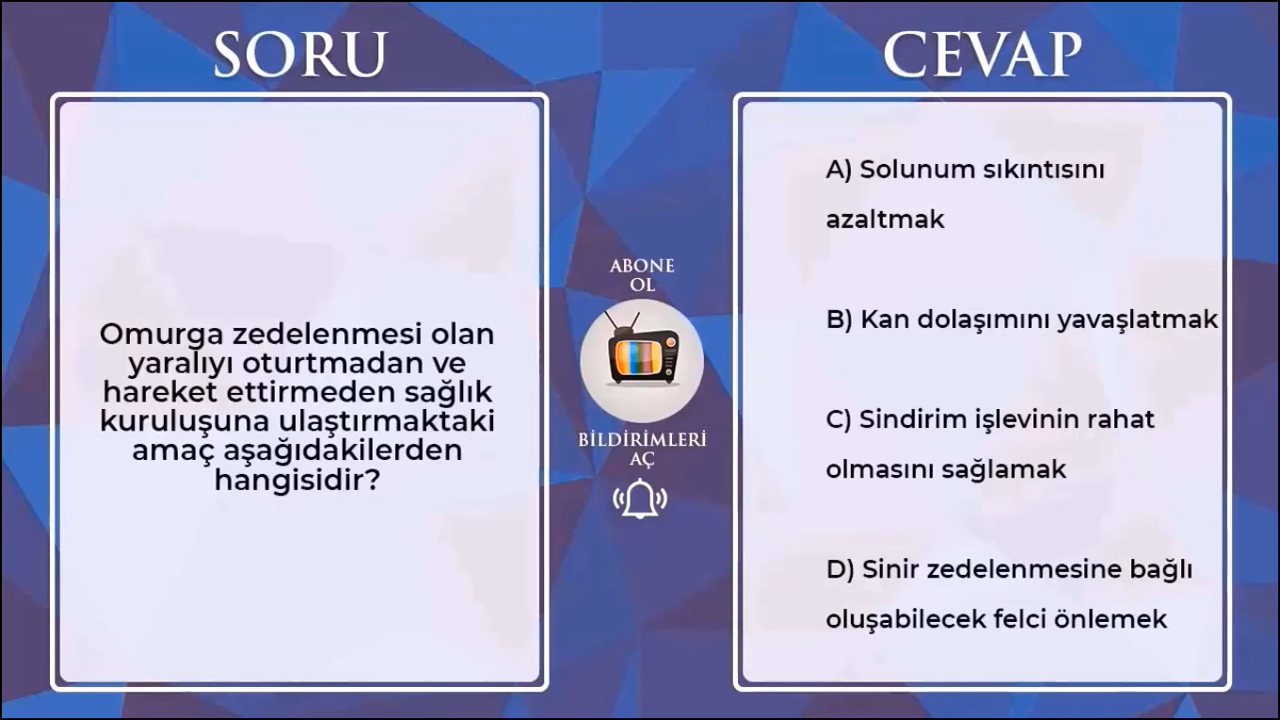 SORU
Omurga zedelenmesi olan
yaralıyı oturtmadan ve
hareket ettirmeden sağlık
kuruluşuna ulaştırmaktaki
amaç aşağıdakilerden
hangisidir?
ABONE
OL
BİLDİRİMLERİ
AÇ
CEVAP
A) Solunum sıkıntısını
azaltmak
B) Kan dolaşımını yavaşlatmak
C) Sindirim işlevinin rahat
olmasını sağlamak
D) Sinir zedelenmesine bağlı
oluşabilecek felci önlemek